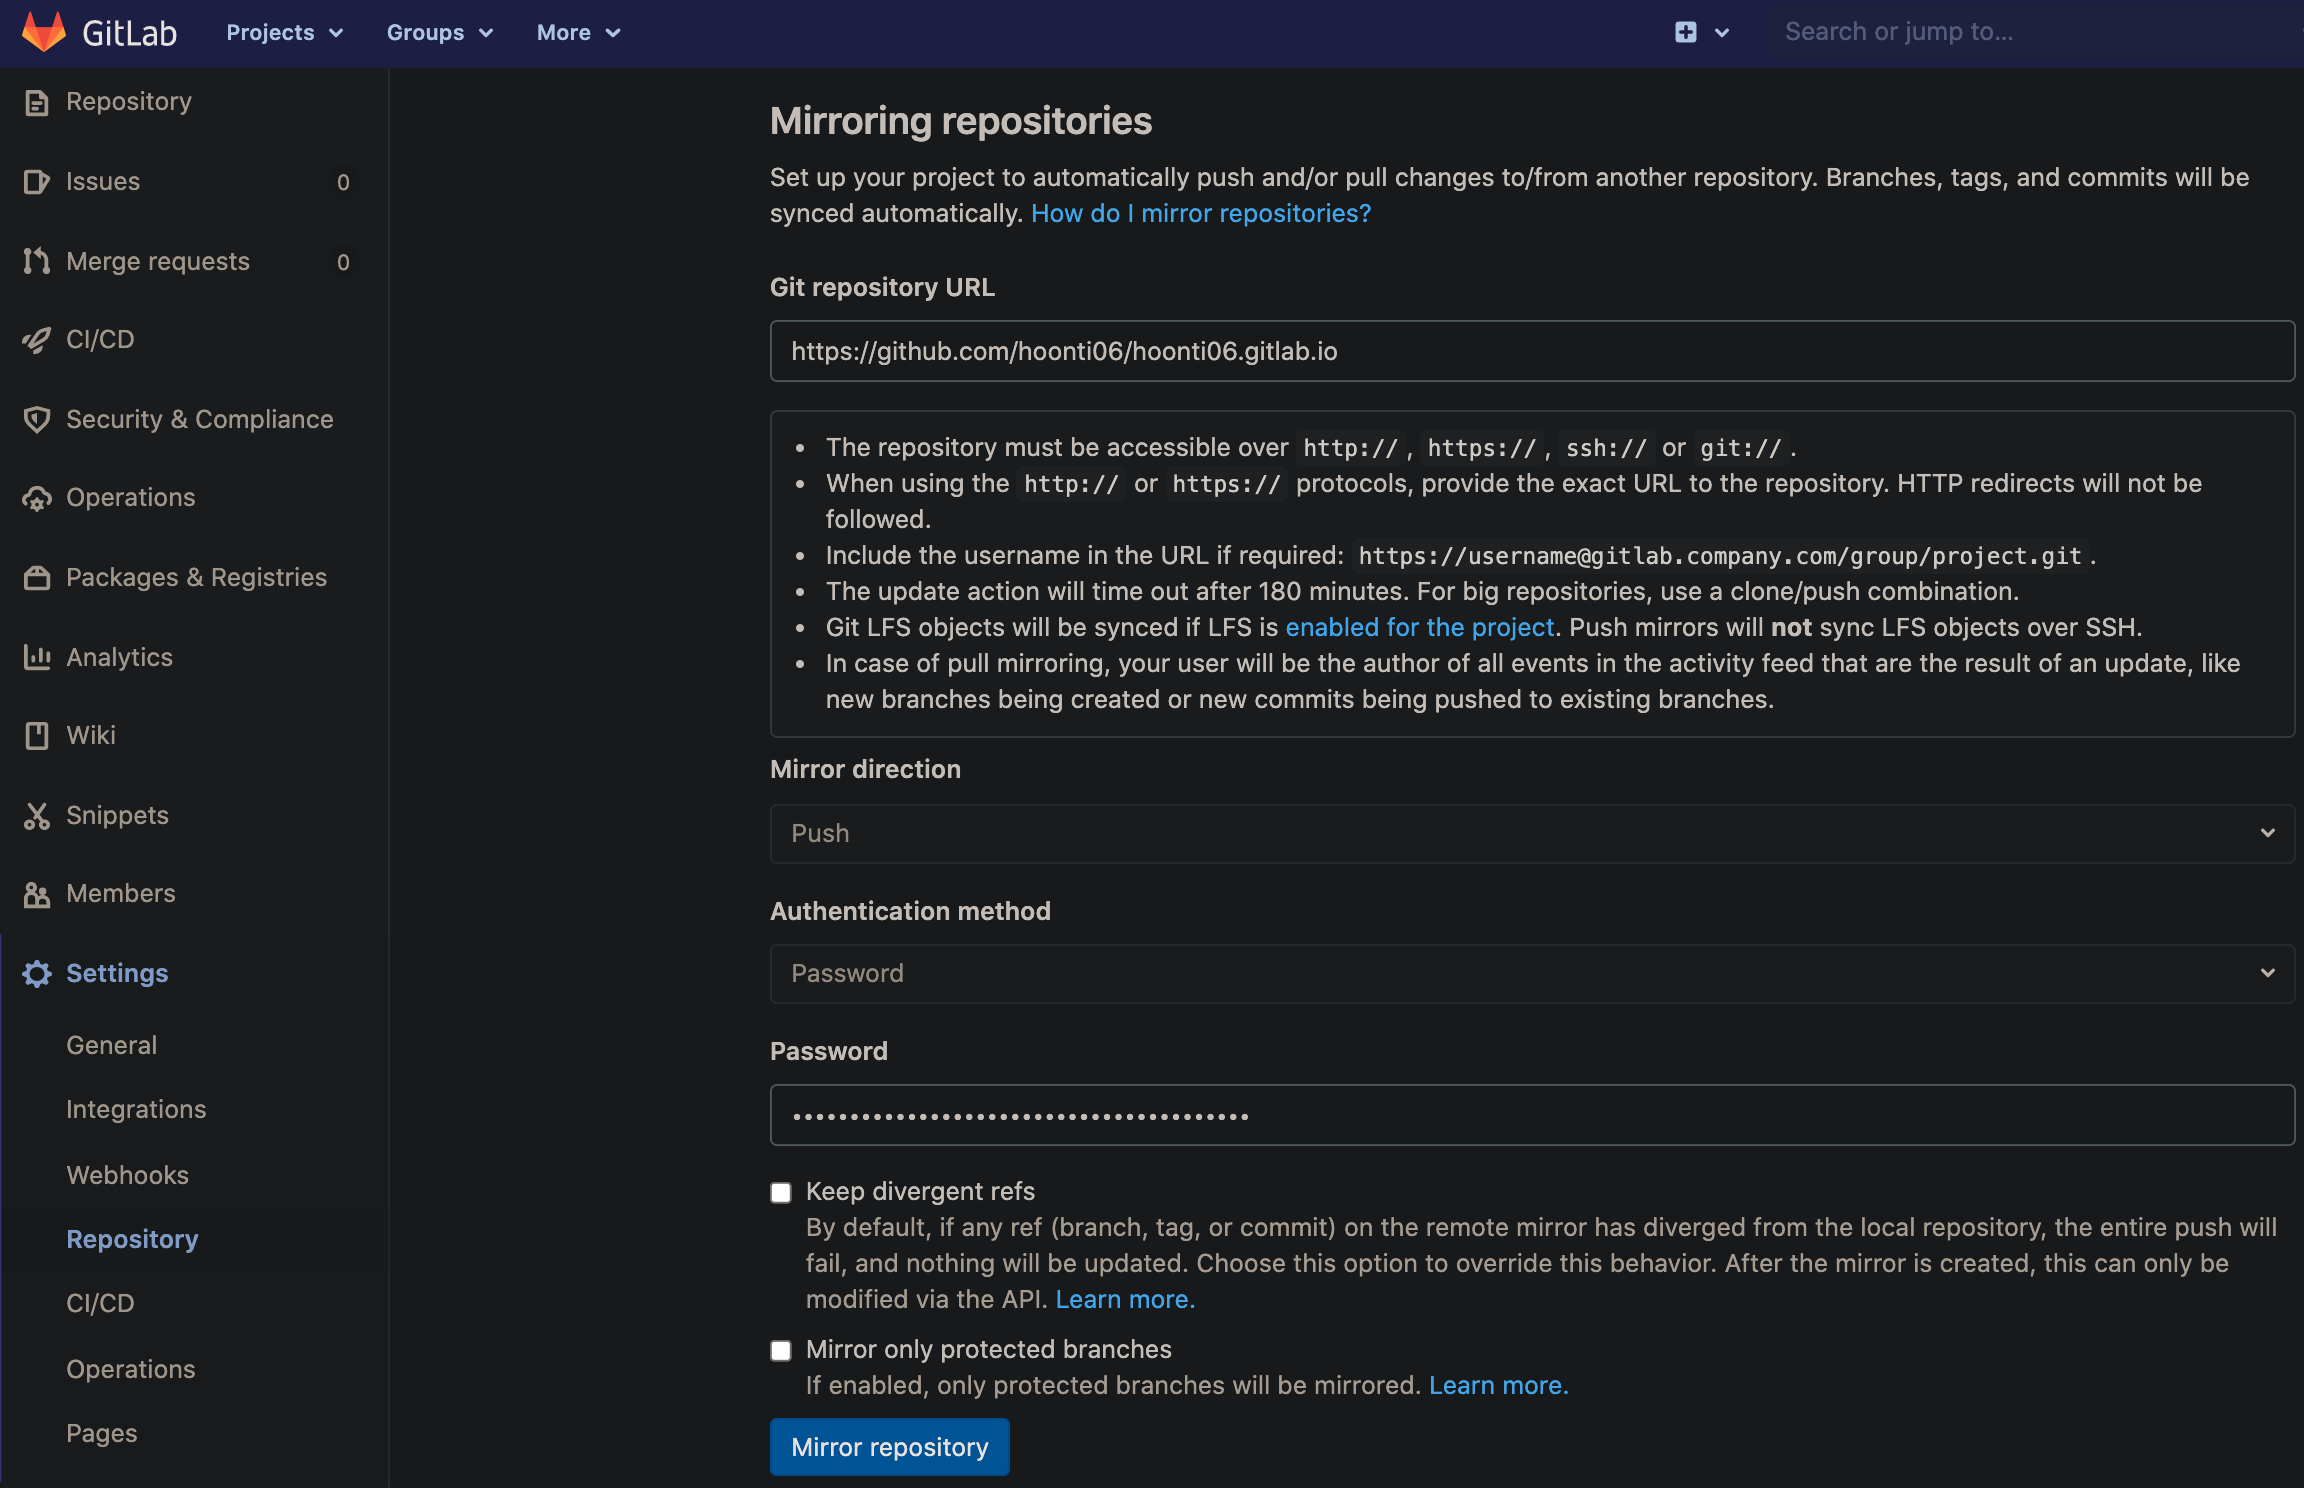 GitLab Projects Groups More Search or jump to...
Repository
Issues 0
Merge requests 0
CI/CD
Security & Compliance
Operations
Packages & Registries
Analytics
Wiki
Snippets
Members
Settings
General
Integrations
Webhooks
Repository
CI/CD
Operations
Pages
Mirroring repositories
Set up your project to automatically push and/or pull changes to/from another repository. Branches, tags, and commits will be
synced automatically. How do I mirror repositories?
Git repository URL
https://github.com/hoonti06/hoonti06.gitlab.io
• The repository must be accessible over http://, https://, ssh:// or git://.
• When using the http:// or https:// protocols, provide the exact URL to the repository. HTTP redirects will not be
followed.
• Include the username in the URL if required: https://username@gitlab.company.com/group/project.git.
• The update action will time out after 180 minutes. For big repositories, use a clone/push combination.
• Git LFS objects will be synced if LFS is enabled for the project. Push mirrors will not sync LFS objects over SSH.
• In case of pull mirroring, your user will be the author of all events in the activity feed that are the result of an update, like
new branches being created or new commits being pushed to existing branches.
Mirror direction
Push
Authentication method
Password
Password
••••••••••••••••••••••••••••••••••••••••
Keep divergent refs
By default, if any ref (branch, tag, or commit) on the remote mirror has diverged from the local repository, the entire push will
fail, and nothing will be updated. Choose this option to override this behavior. After the mirror is created, this can only be
modified via the API. Learn more.
Mirror only protected branches
If enabled, only protected branches will be mirrored. Learn more.
Mirror repository